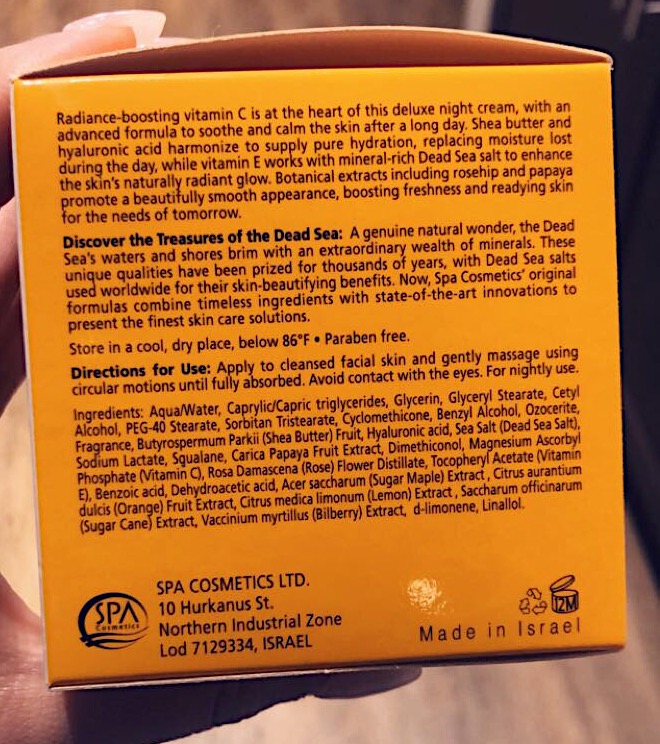 Radiance-boosting vitamin C is at the heart of this deluxe night cream, with an
advanced formula to soothe and calm the skin after a long day. Shea butter and
hyaluronic acid harmonize to supply pure hydration, replacing moisture lost
during the day, while vitamin E works with mineral-rich Dead Sea salt to enhance
the skin's naturally radiant glow. Botanical extracts including rosehip and papaya
promote a beautifully smooth appearance, boosting freshness and readying skin
for the needs of tomorrow.
Discover the Treasures of the Dead Sea: A genuine natural wonder, the Dead
Sea's waters and shores brim with an extraordinary wealth of minerals. These
unique qualities have been prized for thousands of years, with Dead Sea salts
used worldwide for their skin-beautifying benefits. Now, Spa Cosmetics' original
formulas combine timeless ingredients with state-of-the-art innovations to
present the finest skin care solutions.
Store in a cool, dry place, below 86°F • Paraben free.
Directions for Use: Apply to cleansed facial skin and gently massage using
circular motions until fully absorbed. Avoid contact with the eyes. For nightly use.
Ingredients: Aqua/Water, Caprylic/Capric triglycerides, Glycerin, Glyceryl Stearate, Cetyl
Alcohol, PEG-40 Stearate, Sorbitan Tristearate, Cyclomethicone, Benzyl Alcohol, Ozocerite,
Fragrance, Butyrospermum Parkii (Shea Butter) Fruit, Hyaluronic acid, Sea Salt (Dead Sea Salt),
Sodium Lactate, Squalane, Carica Papaya Fruit Extract, Dimethiconol, Magnesium Ascorbyl
Phosphate (Vitamin C), Rosa Damascena (Rose) Flower Distillate, Tocopheryl Acetate (Vitamin
E), Benzoic acid, Dehydroacetic acid, Acer saccharum (Sugar Maple) Extract , Citrus aurantium
dulcis (Orange) Fruit Extract, Citrus medica limonum (Lemon) Extract , Saccharum officinarum
(Sugar Cane) Extract, Vaccinium myrtillus (Bilberry) Extract, d-limonene, Linallol.
SPA
Cosmetics
SPA COSMETICS LTD.
10 Hurkanus St.
Northern Industrial Zone
Lod 7129334, ISRAEL
12M
Made in Israel